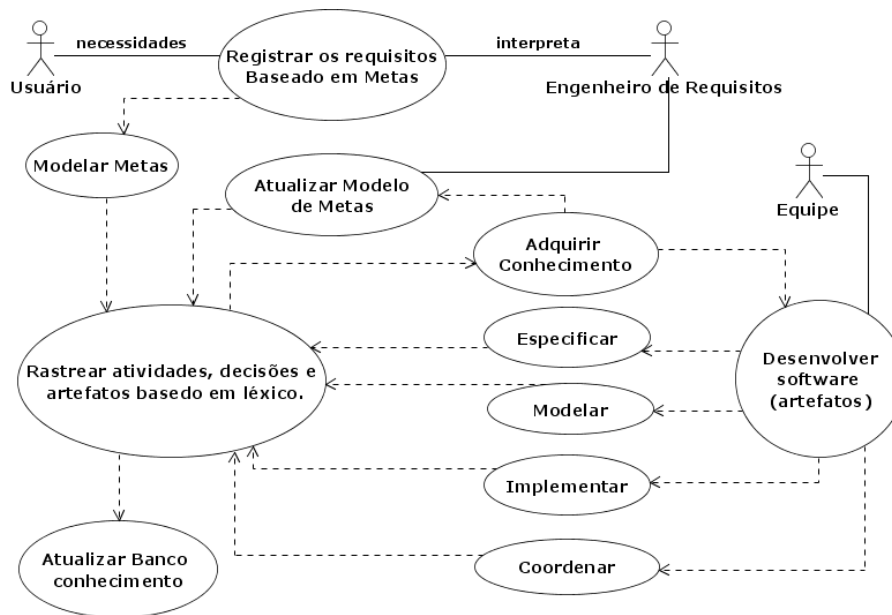 necessidades
Usuário
Registrar os requisitos
Baseado em Metas
interpreta
Engenheiro de Requisitos
Modelar Metas
Atualizar Modelo
de Metas
Equipe
Adquirir
Conhecimento
Especificar
Desenvolver
software
(artefatos)
Rastrear atividades, decisões e
artefatos basedo em léxico.
Modelar
Implementar
Atualizar Banco
conhecimento
Coordenar